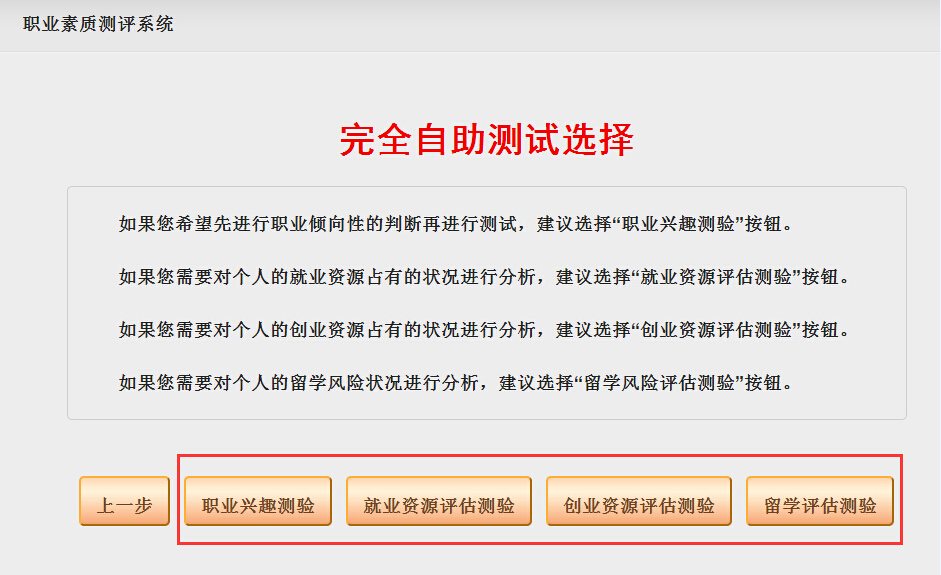 职业素质测评系统
完全自助测试选择
如果您希望先进行职业倾向性的判断再进行测试，建议选择“职业兴趣测验”按钮。
如果您需要对个人的就业资源占有的状况进行分析，建议选择“就业资源评估测验”按钮。
如果您需要对个人的创业资源占有的状况进行分析，建议选择“创业资源评估测验”按钮。
如果您需要对个人的留学风险状况进行分析，建议选择“留学风险评估测验”按钮。
上一步 职业兴趣测验 就业资源评估测验 创业资源评估测验 留学评估测验